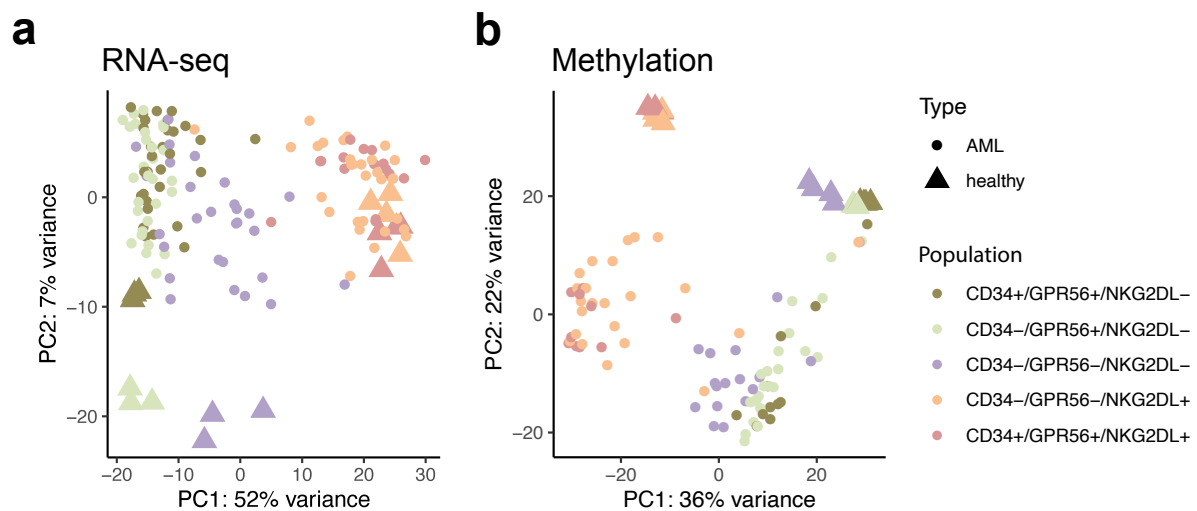 a
RNA-seq
PC2: 7% variance
0
−10
−20
−20 −10 0 10 20 30
PC1: 52% variance
b
Methylation
PC2: 22% variance
20
0
−20
−20 0 20
PC1: 36% variance
Type
AML
healthy
Population
CD34+/GPR56+/NKG2DL−
CD34−/GPR56+/NKG2DL−
CD34−/GPR56−/NKG2DL−
CD34−/GPR56−/NKG2DL+
CD34+/GPR56+/NKG2DL+